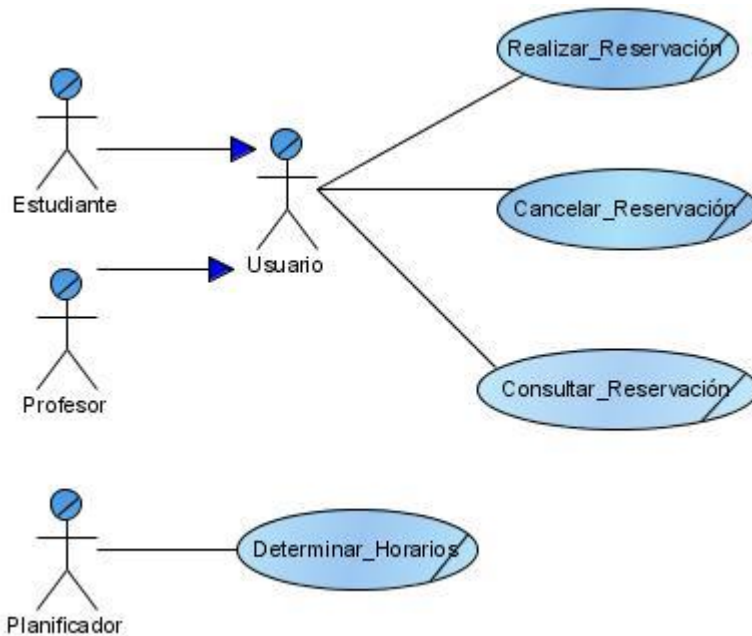 Realizar_Reservación
Estudiante
Cancelar_Reservación
Usuario
Profesor
Consultar_Reservación
Determinar_Horarios
Planificador